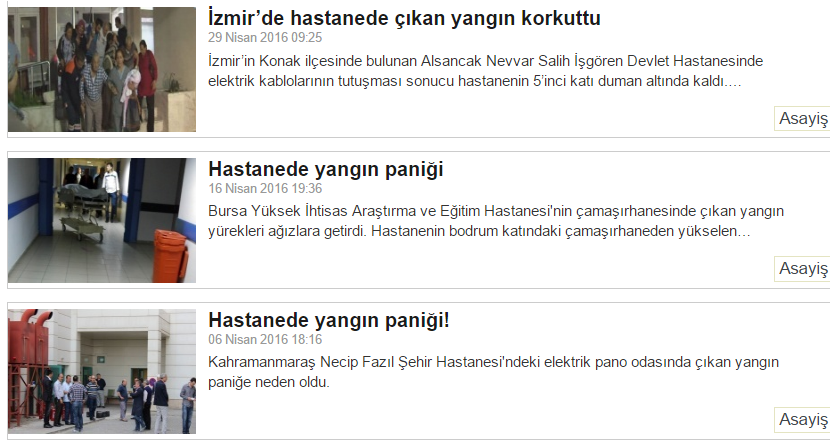 İzmir’de hastanede çıkan yangın korkuttu
29 Nisan 2016 09:25
İzmir’in Konak ilçesinde bulunan Alsancak Nevvar Salih İşgören Devlet Hastanesinde
elektrik kablolarının tutuşması sonucu hastanenin 5’inci katı duman altında kaldı.…
Asayiş
Hastanede yangın paniği
16 Nisan 2016 19:36
Bursa Yüksek İhtisas Araştırma ve Eğitim Hastanesi'nin çamaşırhanesinde çıkan yangın
yürekleri ağızlara getirdi. Hastanenin bodrum katındaki çamaşırhaneden yükselen…
Asayiş
Hastanede yangın paniği!
06 Nisan 2016 18:16
Kahramanmaraş Necip Fazıl Şehir Hastanesi'ndeki elektrik pano odasında çıkan yangın
paniğe neden oldu.
Asayiş